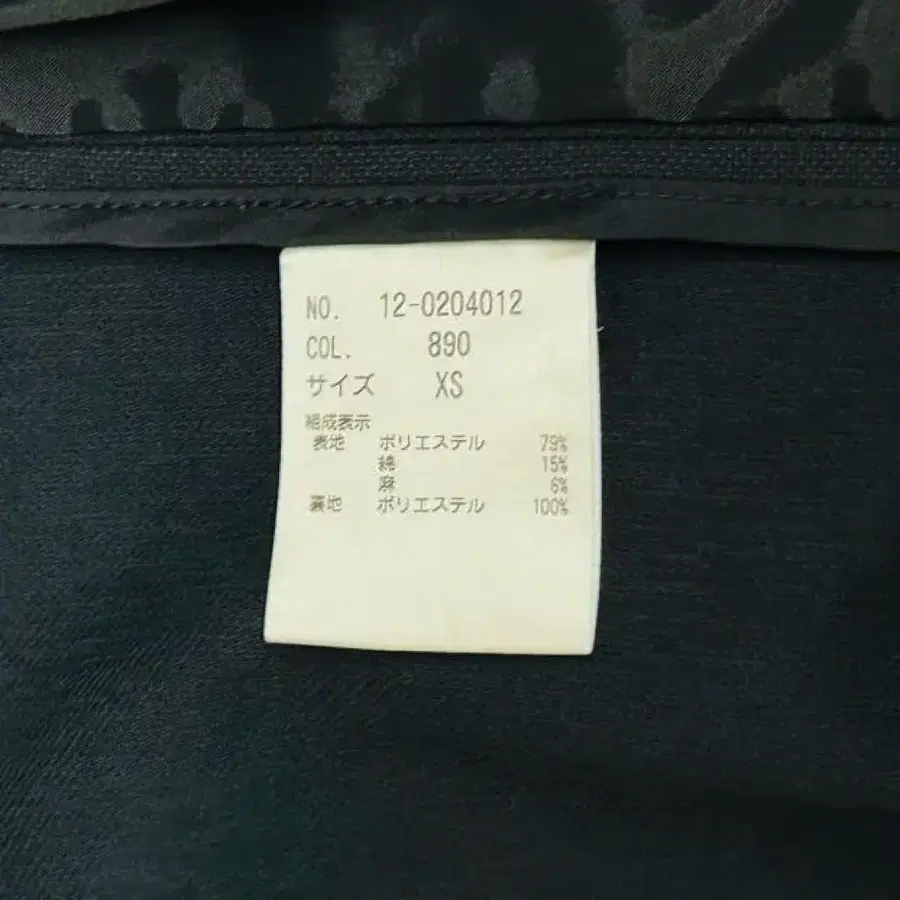 NO. 12-0204012
COL. 890
サイズ XS
組成表示
表地 ポリエステル 79%
綿 15%
麻 6%
裏地 ポリエステル 100%